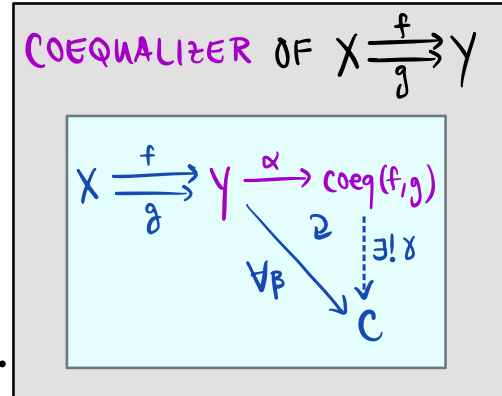 COEQUALIZER OF X f g Y
X f g Y α coeq(f,g)
∀β ∃! γ
C